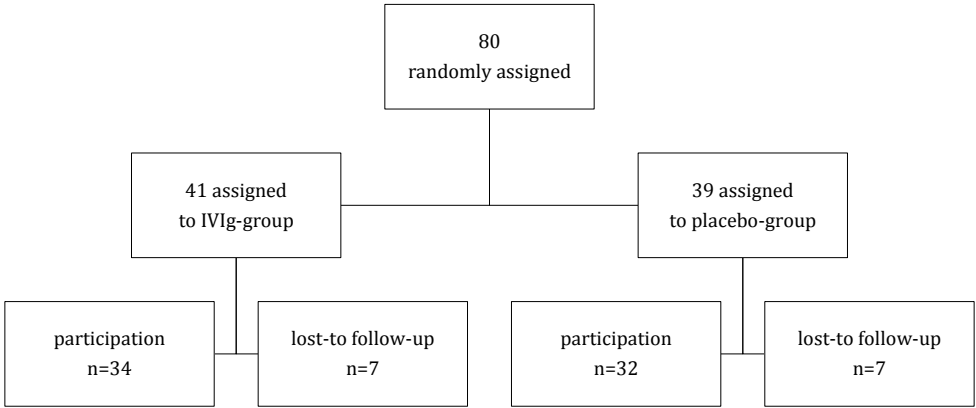 80
randomly assigned
41 assigned
to IVIg-group
39 assigned
to placebo-group
participation
n=34
lost-to follow-up
n=7
participation
n=32
lost-to follow-up
n=7